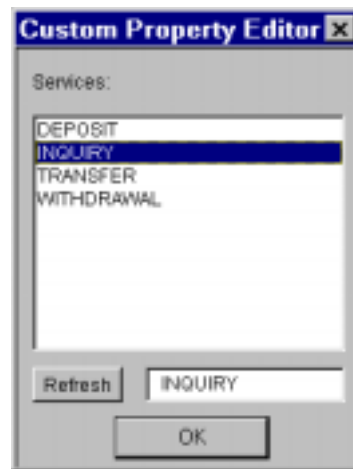 Custom Property Editor
Services:
DEPOSIT
INQUIRY
TRANSFER
WITHDRAWAL
Refresh INQUIRY
OK